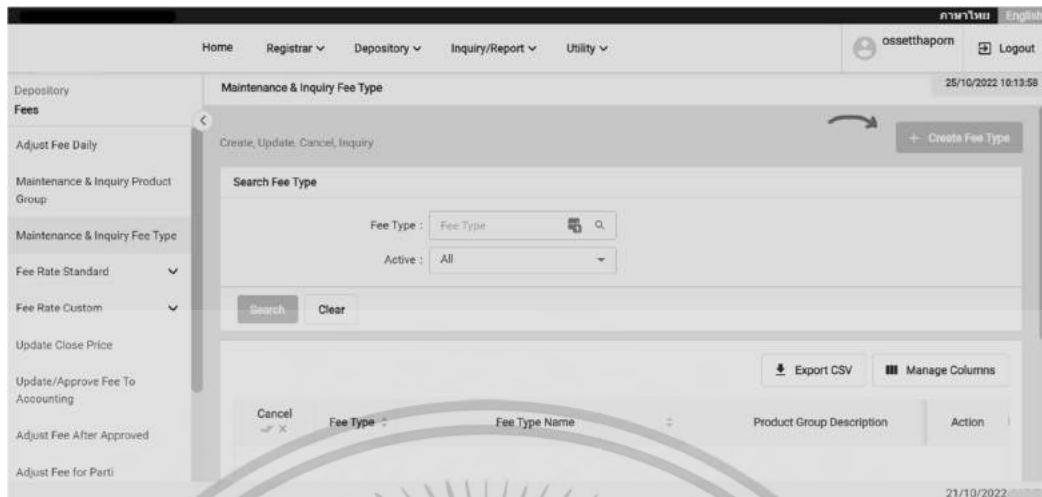 ภาษาไทย English
Home Registrar Depository Inquiry/Report Utility ossetthaporn Logout
Depository
Fees
Maintenance & Inquiry Fee Type 25/10/2022 10:13:58
Adjust Fee Daily
Maintenance & Inquiry Product
Group
Maintenance & Inquiry Fee Type
Fee Rate Standard
Fee Rate Custom
Update Close Price
Update/Approve Fee To
Accounting
Adjust Fee After Approved
Adjust Fee for Parti
Create, Update, Cancel, Inquiry + Create Fee Type
Search Fee Type
Fee Type : Fee Type
Active : All
Search Clear
Export CSV Manage Columns
Cancel Fee Type Fee Type Name Product Group Description Action
21/10/2022